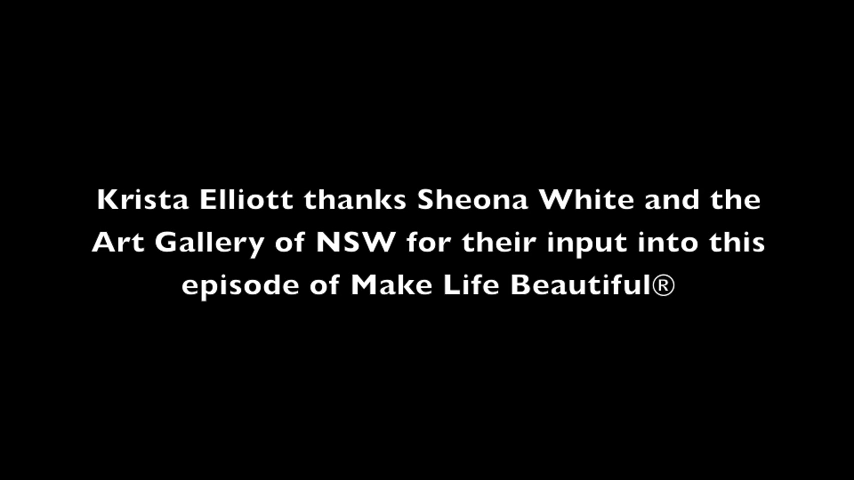 Krista Elliott thanks Sheona White and the
Art Gallery of NSW for their input into this
episode of Make Life Beautiful®